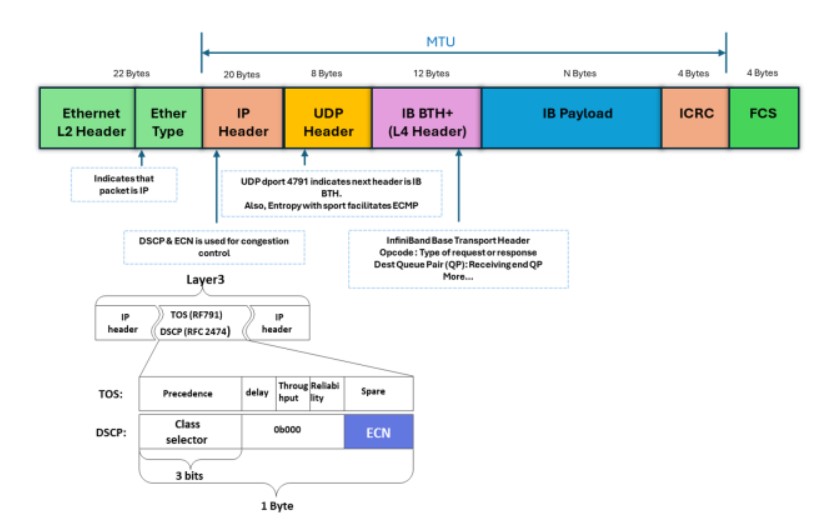 MTU
22 Bytes
20 Bytes
8 Bytes
12 Bytes
N Bytes
4 Bytes
4 Bytes
Ethernet
L2 Header
Ether
Type
IP
Header
UDP
Header
IB BTH+
(L4 Header)
IB Payload
ICRC
FCS
Indicates that
packet is IP
UDP dport 4791 indicates next header is IB
BTH.
Also, Entropy with sport facilitates ECMP
DSCP & ECN is used for congestion
control
InfiniBand Base Transport Header
Opcode : Type of request or response
Dest Queue Pair (QP): Receiving end QP
More...
Layer3
IP
header
TOS (RF791)
DSCP (RFC 2474)
IP
header
TOS:
Precedence
delay
Throug
hput
Reliabi
lity
Spare
DSCP:
Class
selector
0b000
ECN
3 bits
1 Byte